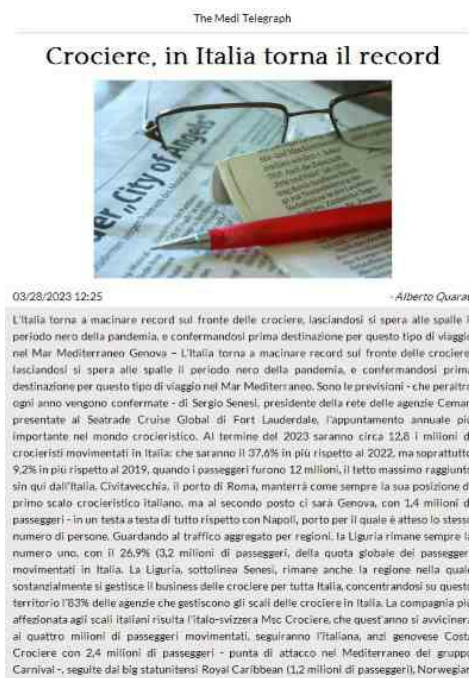 The Medi Telegraph
Crociere, in Italia torna il record
der „City of Angels“
03/28/2023 12:25
- Alberto Quarati
L'Italia torna a macinare record sul fronte delle crociere, lasciandosi si spera alle spalle il
periodo nero della pandemia, e confermandosi prima destinazione per questo tipo di viaggio
nel Mar Mediterraneo Genova – L'Italia torna a macinare record sul fronte delle crociere,
lasciandosi si spera alle spalle il periodo nero della pandemia, e confermandosi prima
destinazione per questo tipo di viaggio nel Mar Mediterraneo. Sono le previsioni - che peraltro
ogni anno vengono confermate - di Sergio Senesi, presidente della rete delle agenzie Cemar,
presentate al Seatrade Cruise Global di Fort Lauderdale, l'appuntamento annuale più
importante nel mondo crocieristico. Al termine del 2023 saranno circa 12,8 i milioni di
crocieristi movimentati in Italia: che saranno il 37,6% in più rispetto al 2022, ma soprattutto
9,2% in più rispetto al 2019, quando i passeggeri furono 12 milioni, il tetto massimo raggiunto
sin qui dall'Italia. Civitavecchia, il porto di Roma, manterrà come sempre la sua posizione di
primo scalo crocieristico italiano, ma al secondo posto ci sarà Genova, con 1,4 milioni di
passeggeri - in un testa a testa di tutto rispetto con Napoli, porto per il quale è atteso lo stesso
numero di persone. Guardando al traffico aggregato per regioni, la Liguria rimane sempre la
numero uno, con il 26,9% (3,2 milioni di passeggeri, della quota globale dei passeggeri
movimentati in Italia. La Liguria, sottolinea Senesi, rimane anche la regione nella quale
sostanzialmente si gestisce il business delle crociere per tutta Italia, concentrandosi su questo
territorio l'83% delle agenzie che gestiscono gli scali delle crociere in Italia. La compagnia più
affezionata agli scali italiani risulta l'italo-svizzera Msc Crociere, che quest'anno si avvicinerà
ai quattro milioni di passeggeri movimentati, seguiranno l'italiana, anzi genovese Costa
Crociere con 2,4 milioni di passeggeri - punta di attacco nel Mediterraneo del gruppo
Carnival -, seguite dai big statunitensi Royal Caribbean (1,2 milioni di passeggeri), Norwegian